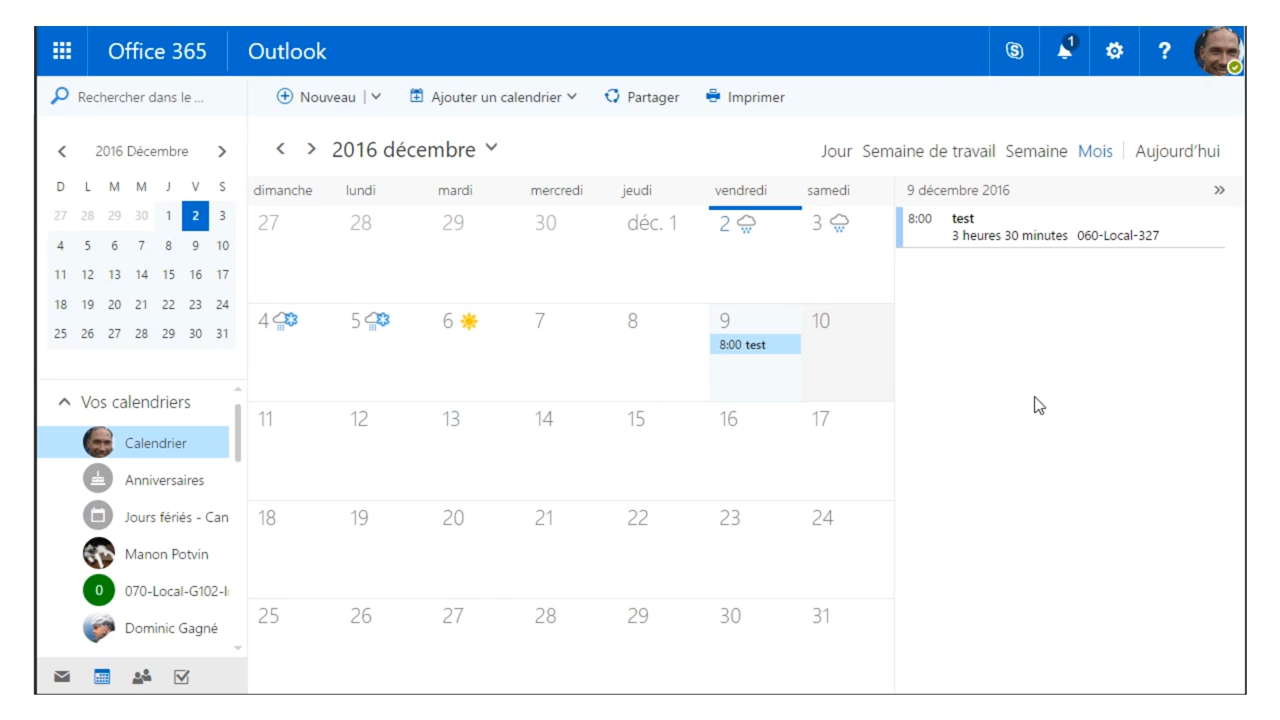 Office 365 Outlook 1 ?
Rechercher dans le ... Nouveau Ajouter un calendrier Partager Imprimer
2016 Décembre
D L M M J V S
27 28 29 30 1 2 3
4 5 6 7 8 9 10
11 12 13 14 15 16 17
18 19 20 21 22 23 24
25 26 27 28 29 30 31
Vos calendriers
Calendrier
Anniversaires
Jours fériés - Can
Manon Potvin
0 070-Local-G102-
Dominic Gagné
2016 décembre Jour Semaine de travail Semaine Mois Aujourd'hui
dimanche lundi mardi mercredi jeudi vendredi samedi
27 28 29 30 déc. 1 2 3
4 5 6 7 8 9 10
8:00 test
11 12 13 14 15 16 17
18 19 20 21 22 23 24
25 26 27 28 29 30 31
9 décembre 2016
8:00 test
3 heures 30 minutes 060-Local-327